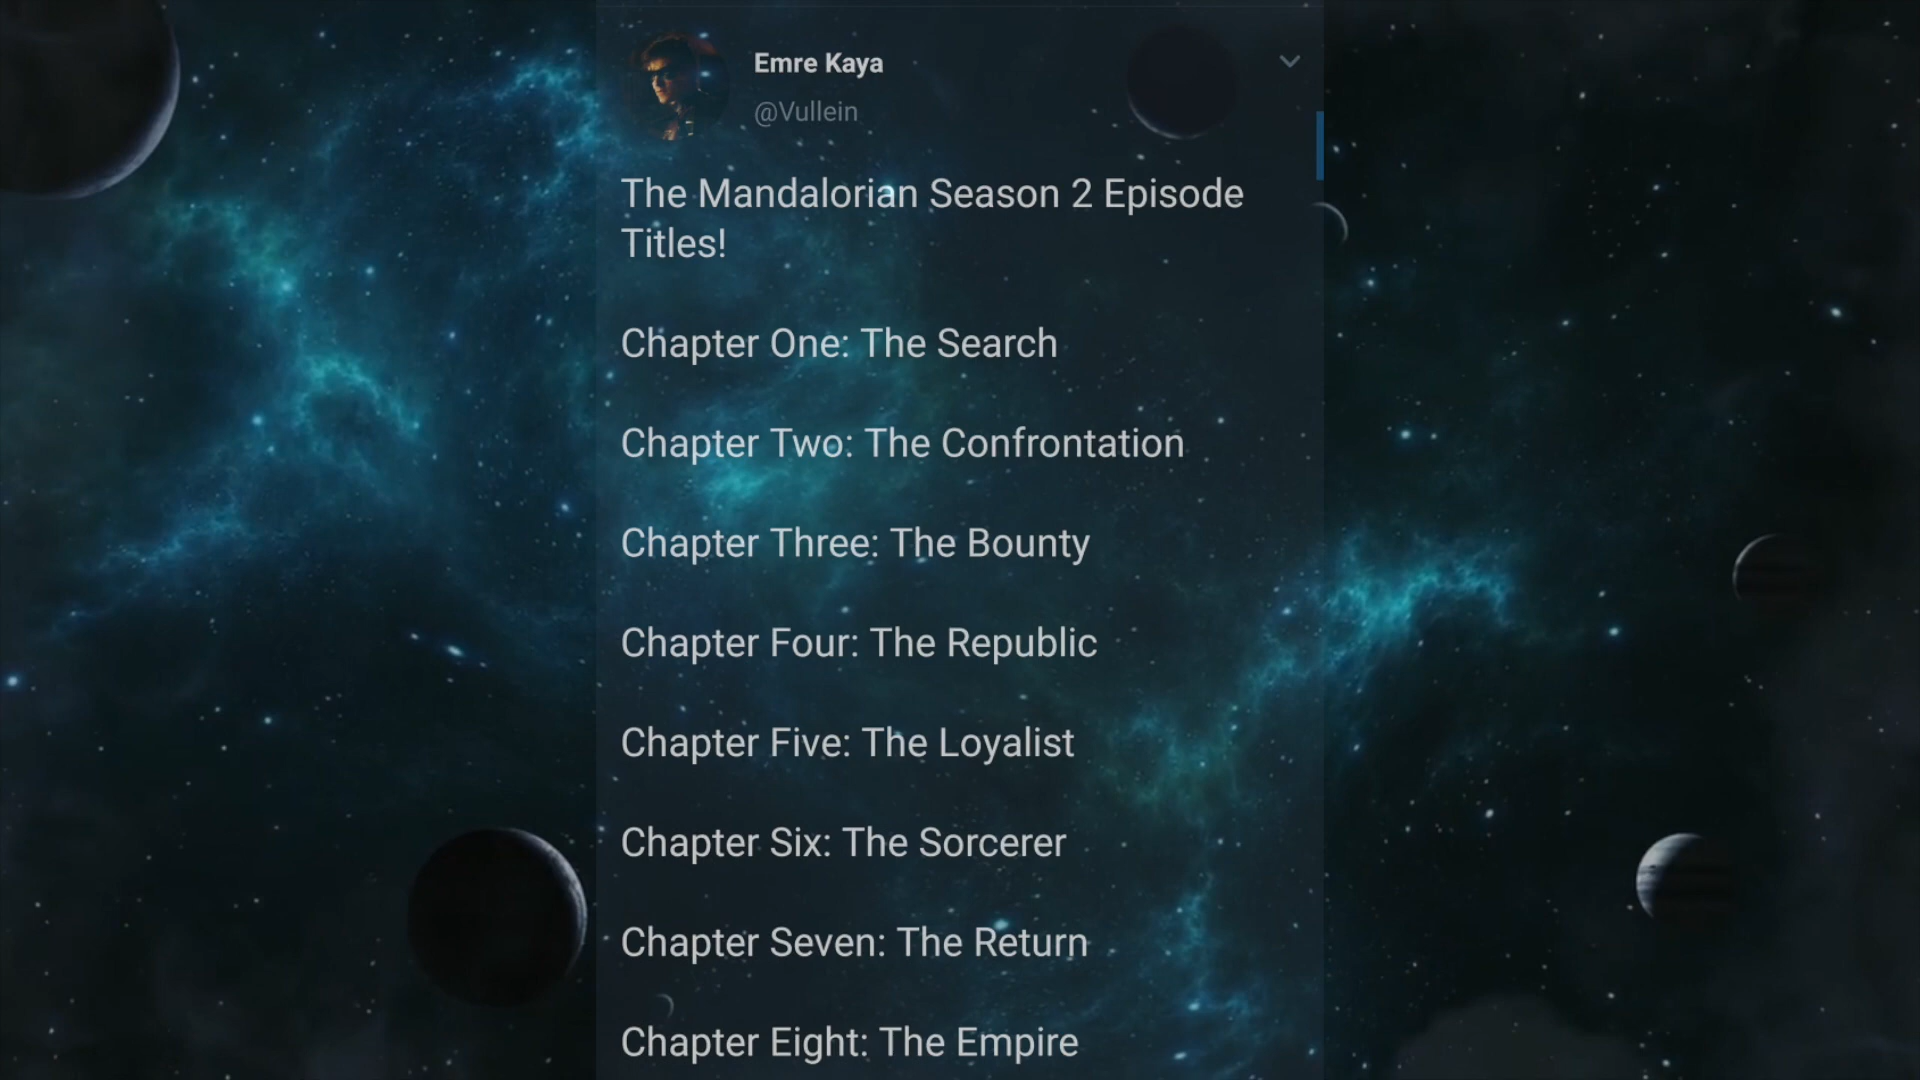 Emre Kaya
@Vullein
The Mandalorian Season 2 Episode
Titles!
Chapter One: The Search
Chapter Two: The Confrontation
Chapter Three: The Bounty
Chapter Four: The Republic
Chapter Five: The Loyalist
Chapter Six: The Sorcerer
Chapter Seven: The Return
Chapter Eight: The Empire